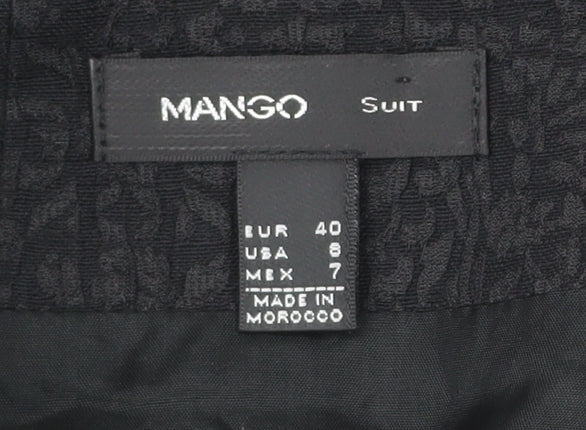 MANGO SUIT
EUR 40
USA 8
MEX 7
MADE IN
MOROCCO